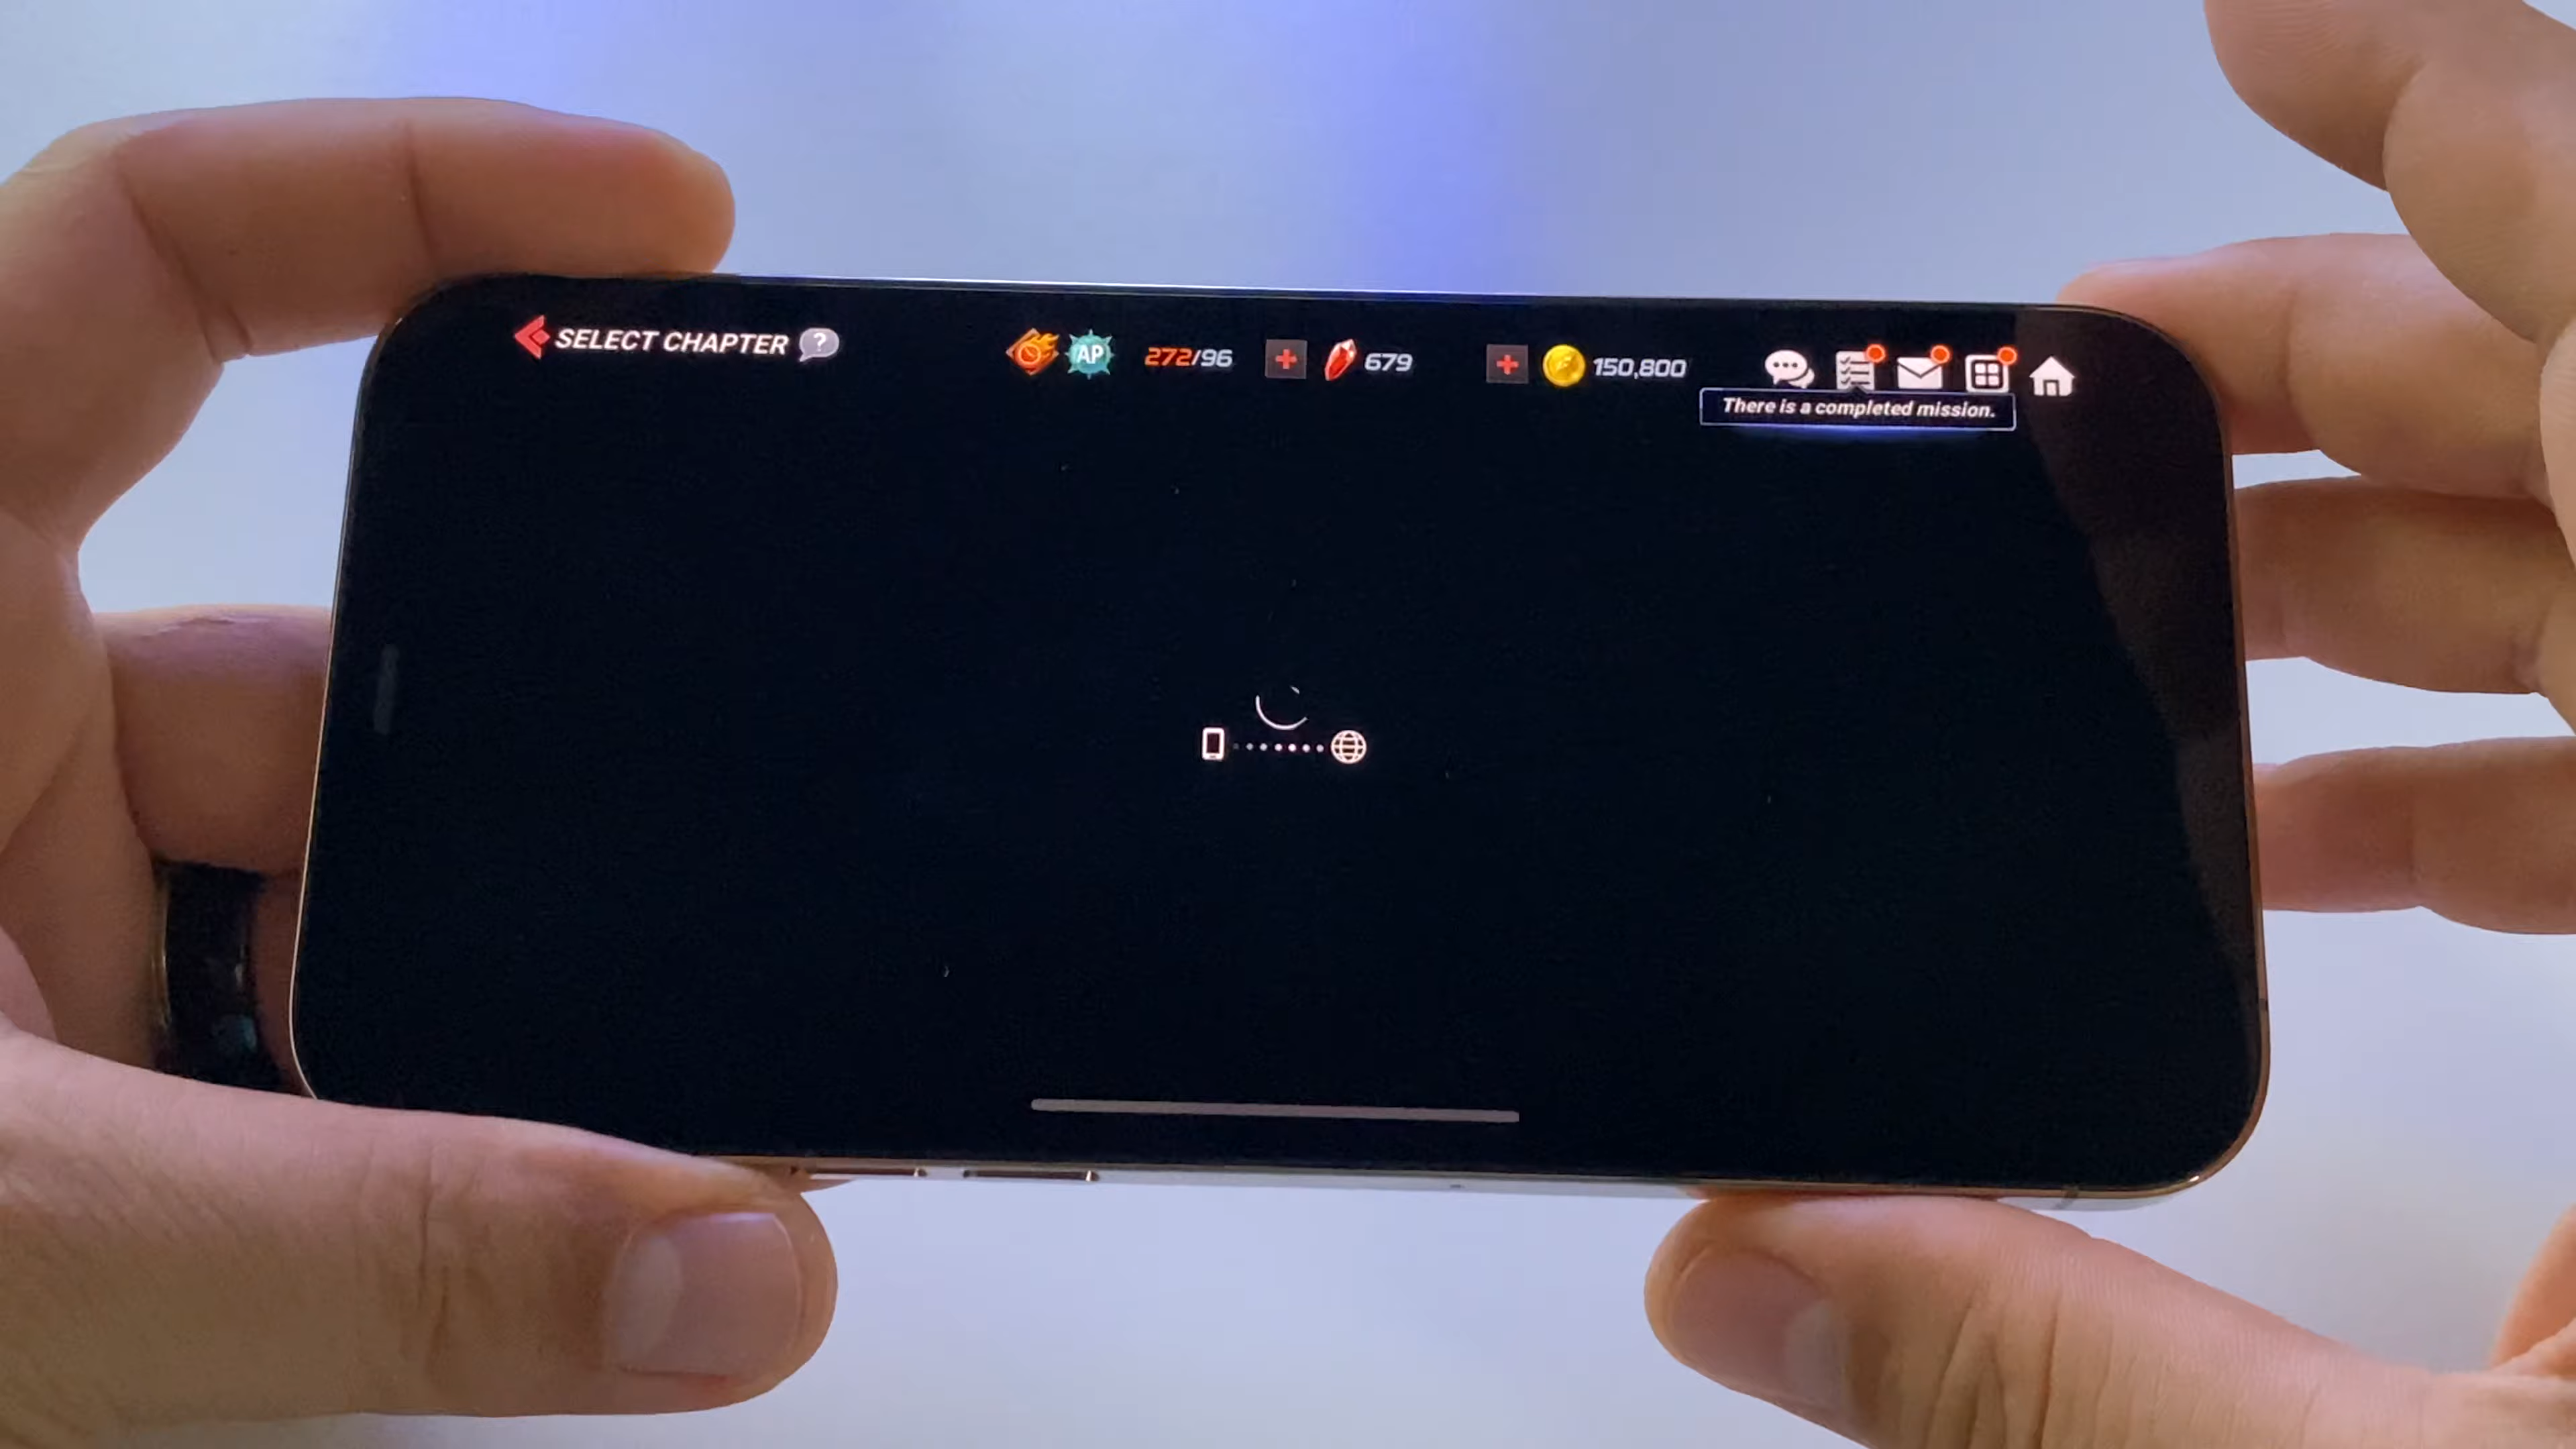 SELECT CHAPTER ?
AP 272/96 + 679 + 150,800
There is a completed mission.